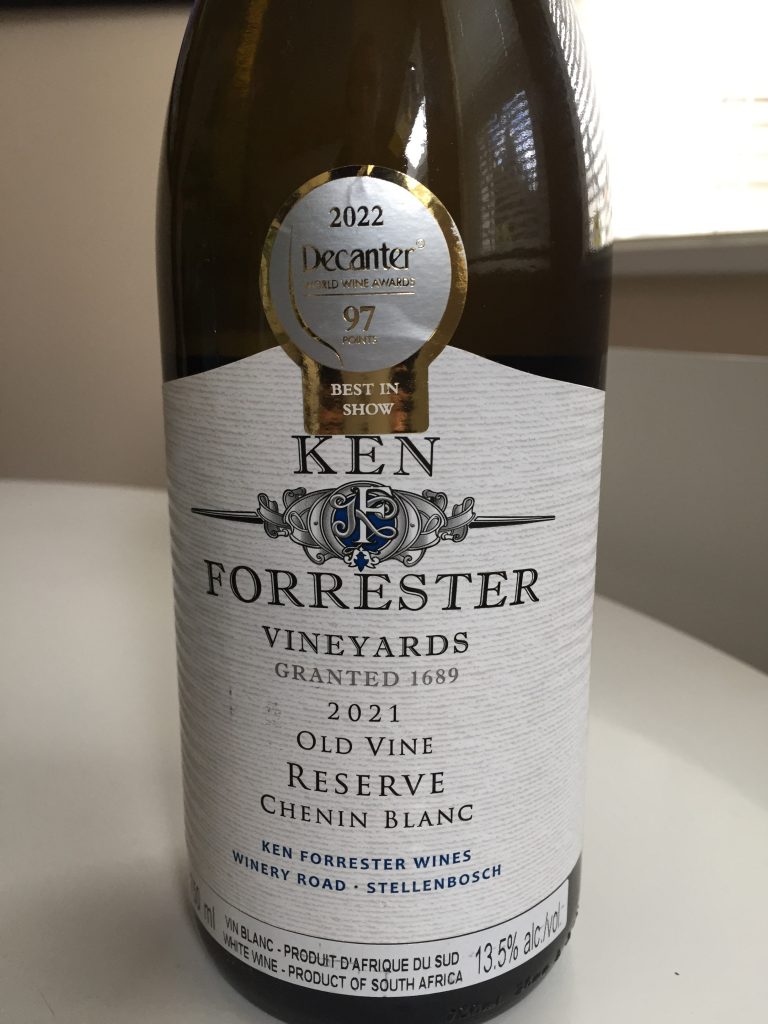 2022
Decanter
WORLD WINE AWARDS
97
POINTS
BEST IN
SHOW
KEN
KF
FORRESTER
VINEYARDS
GRANTED 1689
2021
OLD VINE
RESERVE
CHENIN BLANC
KEN FORRESTER WINES
WINERY ROAD · STELLENBOSCH
ml
VIN BLANC - PRODUIT D'AFRIQUE DU SUD
WHITE WINE - PRODUCT OF SOUTH AFRICA
13.5% alc./vol.